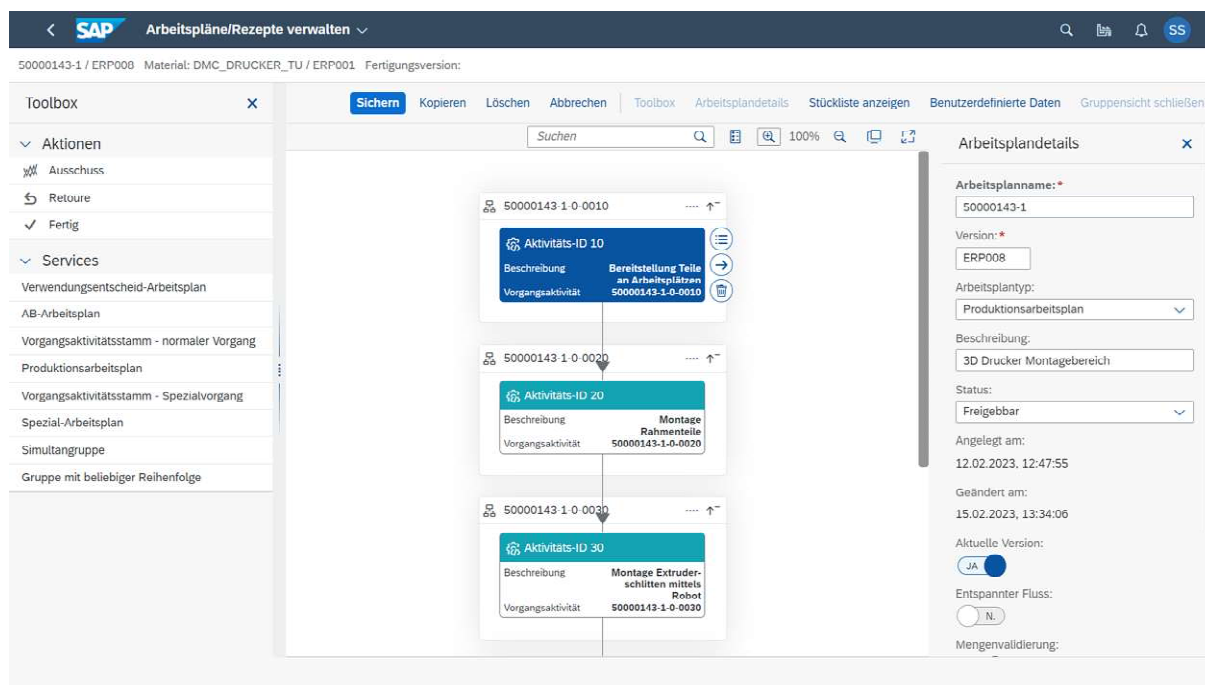 SAP Arbeitspläne/Rezepte verwalten
SS
50000143-1 / ERP008 Material: DMC_DRUCKER_TU / ERP001 Fertigungsversion:
Toolbox
Sichern Kopieren Löschen Abbrechen Toolbox Arbeitsplandetails Stückliste anzeigen Benutzerdefinierte Daten Gruppensicht schließen
Aktionen
Ausschuss
Retoure
Fertig
Services
Verwendungsentscheid-Arbeitsplan
AB-Arbeitsplan
Vorgangsaktivitätsstamm - normaler Vorgang
Produktionsarbeitsplan
Vorgangsaktivitätsstamm - Spezialvorgang
Spezial-Arbeitsplan
Simultangruppe
Gruppe mit beliebiger Reihenfolge
Suchen
100%
50000143-1-0-0010
Aktivitäts-ID 10
Beschreibung Bereitstellung Teile
an Arbeitsplätzen
Vorgangsaktivität 50000143-1-0-0010
50000143-1-0-0020
Aktivitäts-ID 20
Beschreibung Montage
Rahmenteile
Vorgangsaktivität 50000143-1-0-0020
50000143-1-0-0030
Aktivitäts-ID 30
Beschreibung Montage Extruder-
schlitten mittels
Robot
Vorgangsaktivität 50000143-1-0-0030
Arbeitsplandetails
Arbeitsplanname:*
50000143-1
Version:*
ERP008
Arbeitsplantyp:
Produktionsarbeitsplan
Beschreibung:
3D Drucker Montagebereich
Status:
Freigebbar
Angelegt am:
12.02.2023, 12:47:55
Geändert am:
15.02.2023, 13:34:06
Aktuelle Version:
JA
Entspannter Fluss:
N.
Mengenvalidierung: